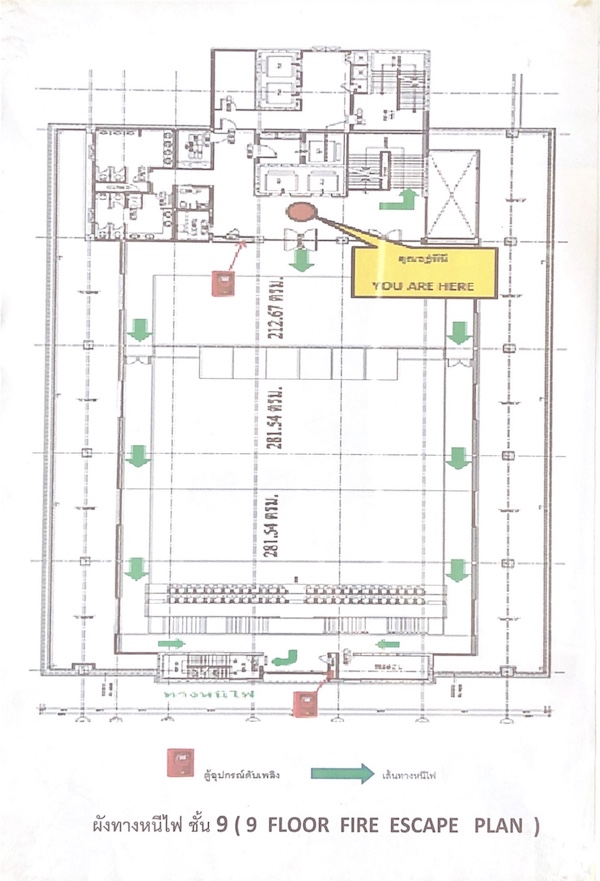 คุณอยู่ที่นี่
YOU ARE HERE
212.67 ตรม.
281.54 ตรม.
281.54 ตรม.
ทางหนีไฟ
ตู้อุปกรณ์ดับเพลิง
เส้นทางหนีไฟ
ผังทางหนีไฟ ชั้น 9 ( 9 FLOOR FIRE ESCAPE PLAN )